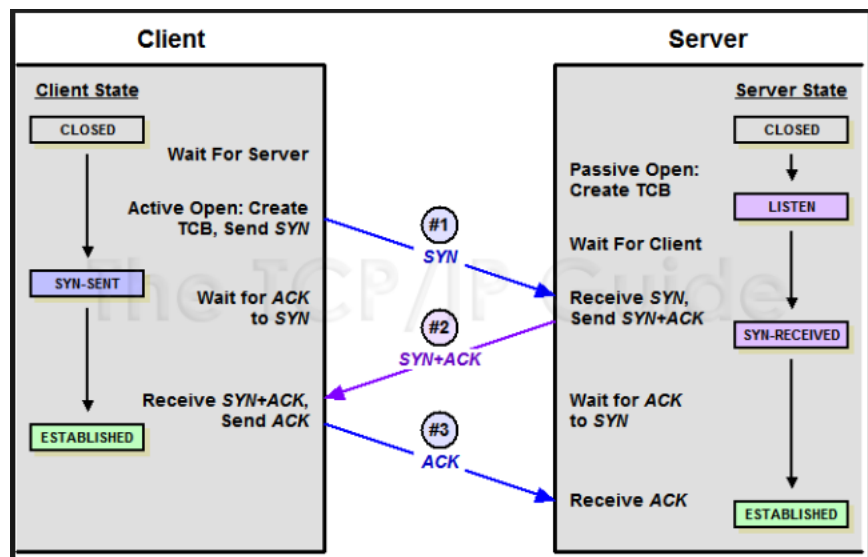 Client
Server
Client State
CLOSED
Wait For Server
Active Open: Create
TCB, Send SYN
SYN-SENT
Wait for ACK
to SYN
Receive SYN+ACK,
Send ACK
ESTABLISHED
#1
SYN
#2
SYN+ACK
#3
ACK
Server State
CLOSED
Passive Open:
Create TCB
LISTEN
Wait For Client
Receive SYN,
Send SYN+ACK
SYN-RECEIVED
Wait for ACK
to SYN
Receive ACK
ESTABLISHED
The TCP/IP Guide